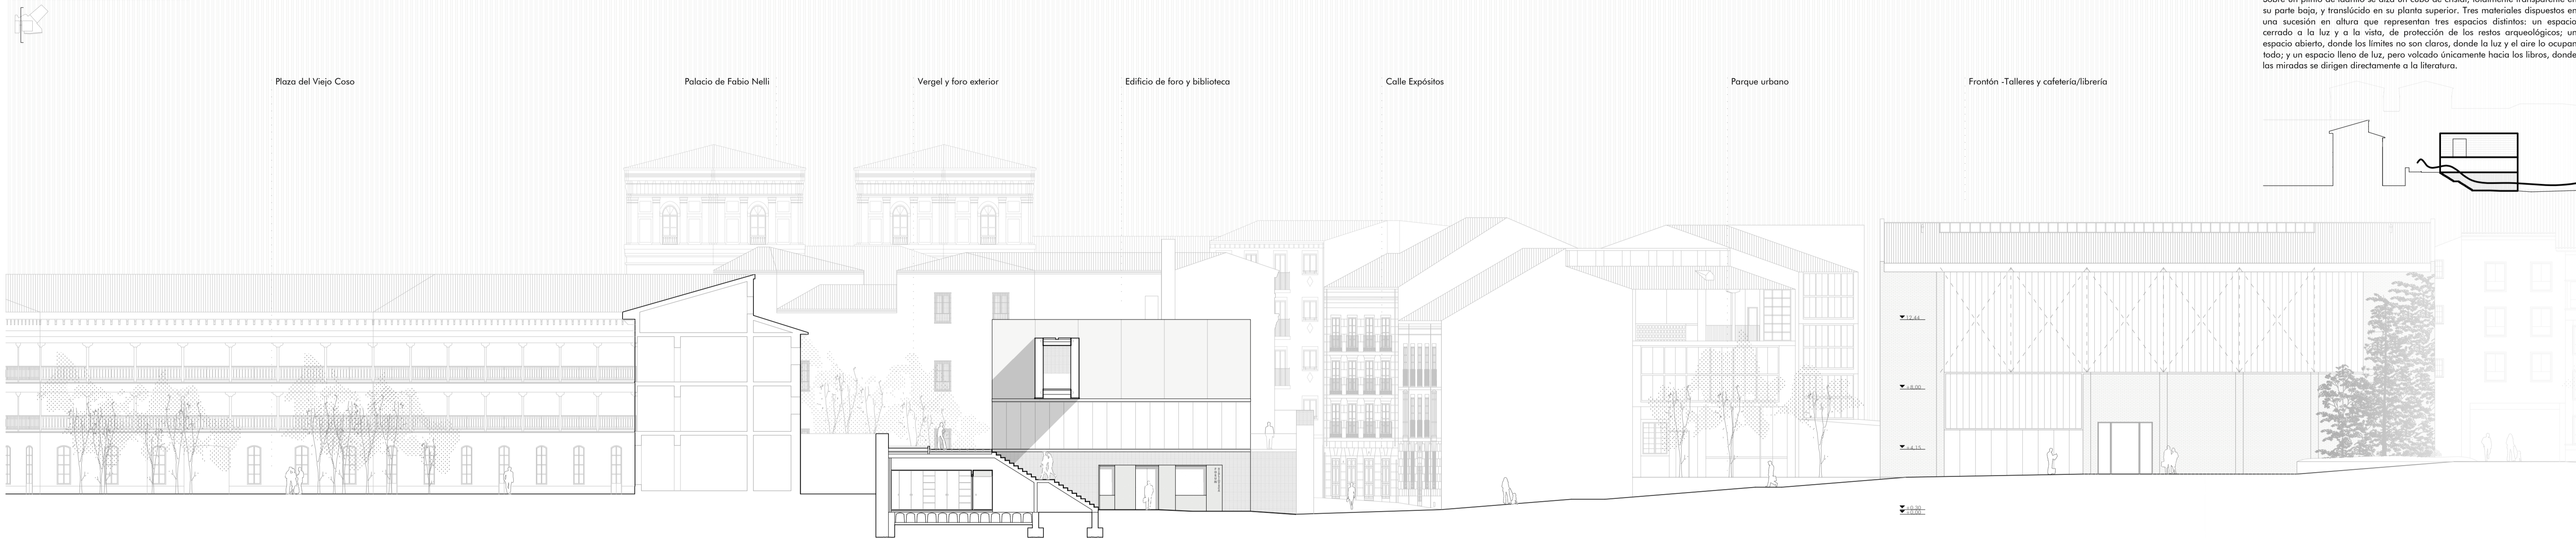 su parte baja, y translúcido en su planta superior. Tres materiales dispuestos en
una sucesión en altura que representan tres espacios distintos: un espacio
cerrado a la luz y a la vista, de protección de los restos arqueológicos; un
espacio abierto, donde los límites no son claros, donde la luz y el aire lo ocupan
todo; y un espacio lleno de luz, pero volcado únicamente hacia los libros, donde
las miradas se dirigen directamente a la literatura.
Plaza del Viejo Coso
Palacio de Fabio Nelli
Vergel y foro exterior
Edificio de foro y biblioteca
Calle Expósitos
Parque urbano
Frontón -Talleres y cafetería/librería
+8,00
+4,15